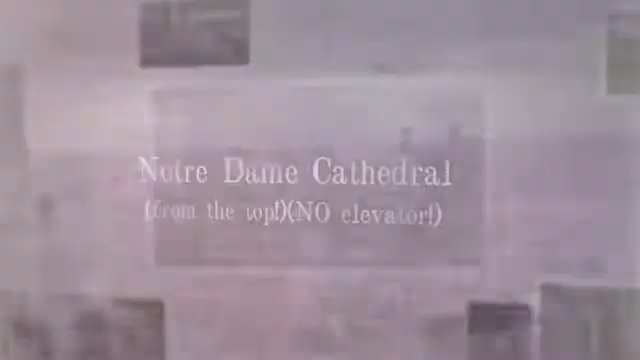 Notre Dame Cathedral
(from the top!)(NO elevator!)